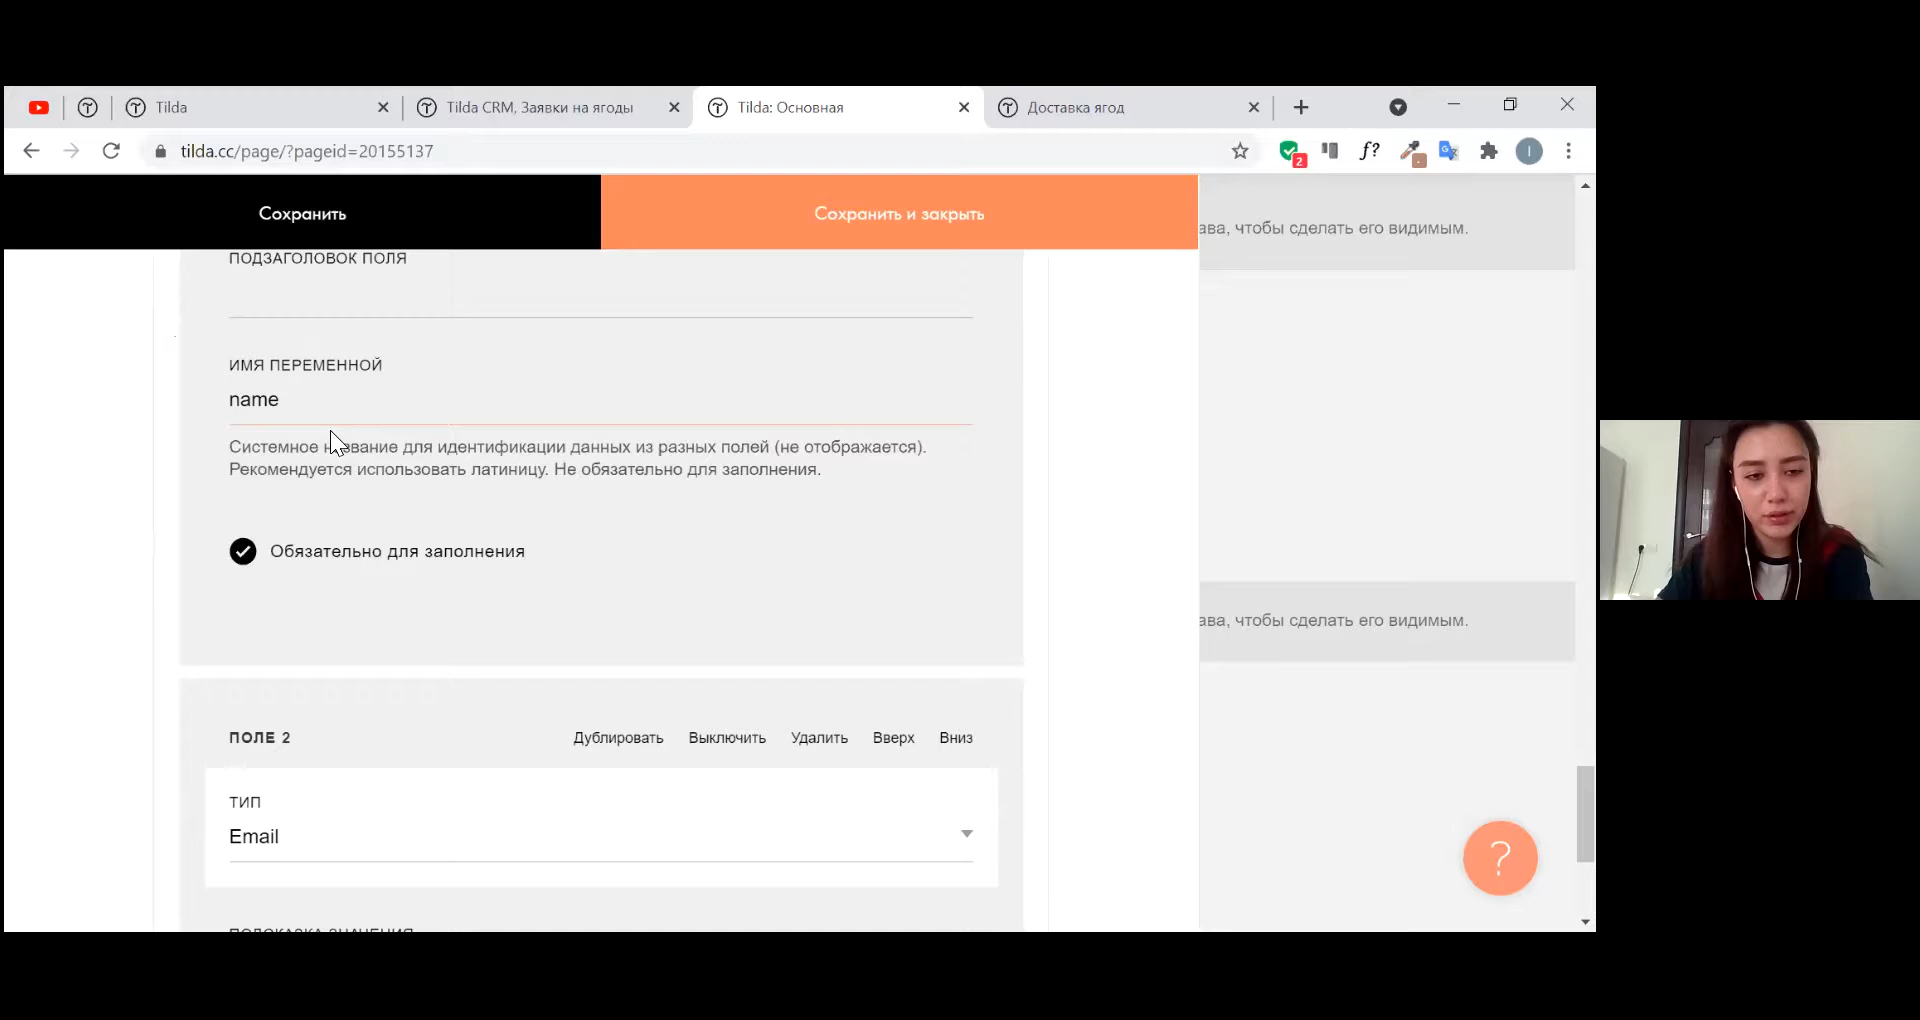 Tilda
Tilda CRM, Заявки на ягоды
Tilda: Основная
Доставка ягод
tilda.cc/page/?pageid=20155137
f?
2
I
Сохранить
Сохранить и закрыть
ава, чтобы сделать его видимым.
ПОДЗАГОЛОВОК ПОЛЯ
ИМЯ ПЕРЕМЕННОЙ
name
Системное название для идентификации данных из разных полей (не отображается).
Рекомендуется использовать латиницу. Не обязательно для заполнения.
Обязательно для заполнения
ава, чтобы сделать его видимым.
ПОЛЕ 2
Дублировать Выключить Удалить Вверх Вниз
ТИП
Email
?
ПОДСКАЗКА ЗНАЧЕНИЯ